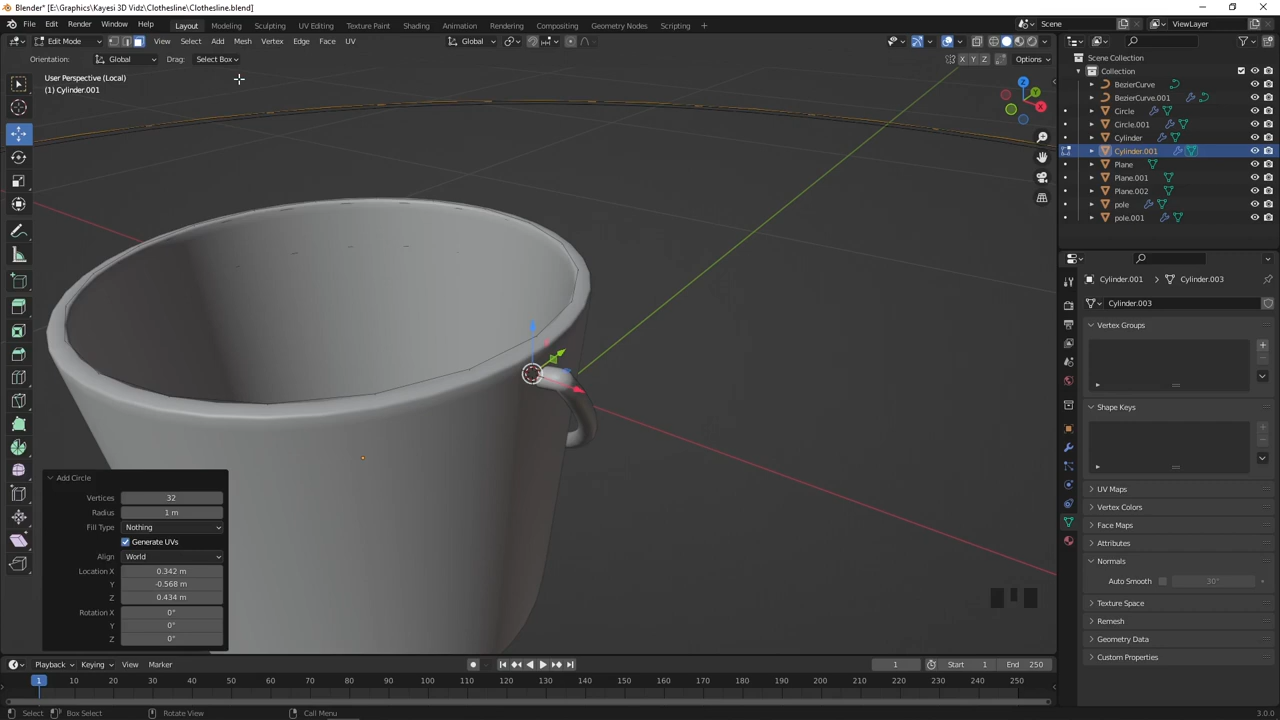 Blender* [E:\Graphics\Kayesi 3D Vidz\Clothesline\Clothesline.blend]
File Edit Render Window Help Layout Modeling Sculpting UV Editing Texture Paint Shading Animation Rendering Compositing Geometry Nodes Scripting Scene ViewLayer
Edit Mode View Select Add Mesh Vertex Edge Face UV Global
Orientation: Global Drag: Select Box X Y Z Options
User Perspective (Local)
(1) Cylinder.001
Z
Y
X
Scene Collection
Collection
BezierCurve
BezierCurve.001
Circle
Circle.001
Cylinder
Cylinder.001
Plane
Plane.001
Plane.002
pole
pole.001
Cylinder.001 > Cylinder.003
Cylinder.003
Vertex Groups
Shape Keys
UV Maps
Vertex Colors
Face Maps
Attributes
Normals
Auto Smooth 30°
Texture Space
Remesh
Geometry Data
Custom Properties
Add Circle
Vertices 32
Radius 1 m
Fill Type Nothing
Generate UVs
Align World
Location X 0.342 m
Y -0.568 m
Z 0.434 m
Rotation X 0°
Y 0°
Z 0°
Playback Keying View Marker 1 Start 1 End 250
1 10 20 30 40 50 60 70 80 90 100 110 120 130 140 150 160 170 180 190 200 210 220 230 240 250
Select Box Select Rotate View Call Menu 3.0.0